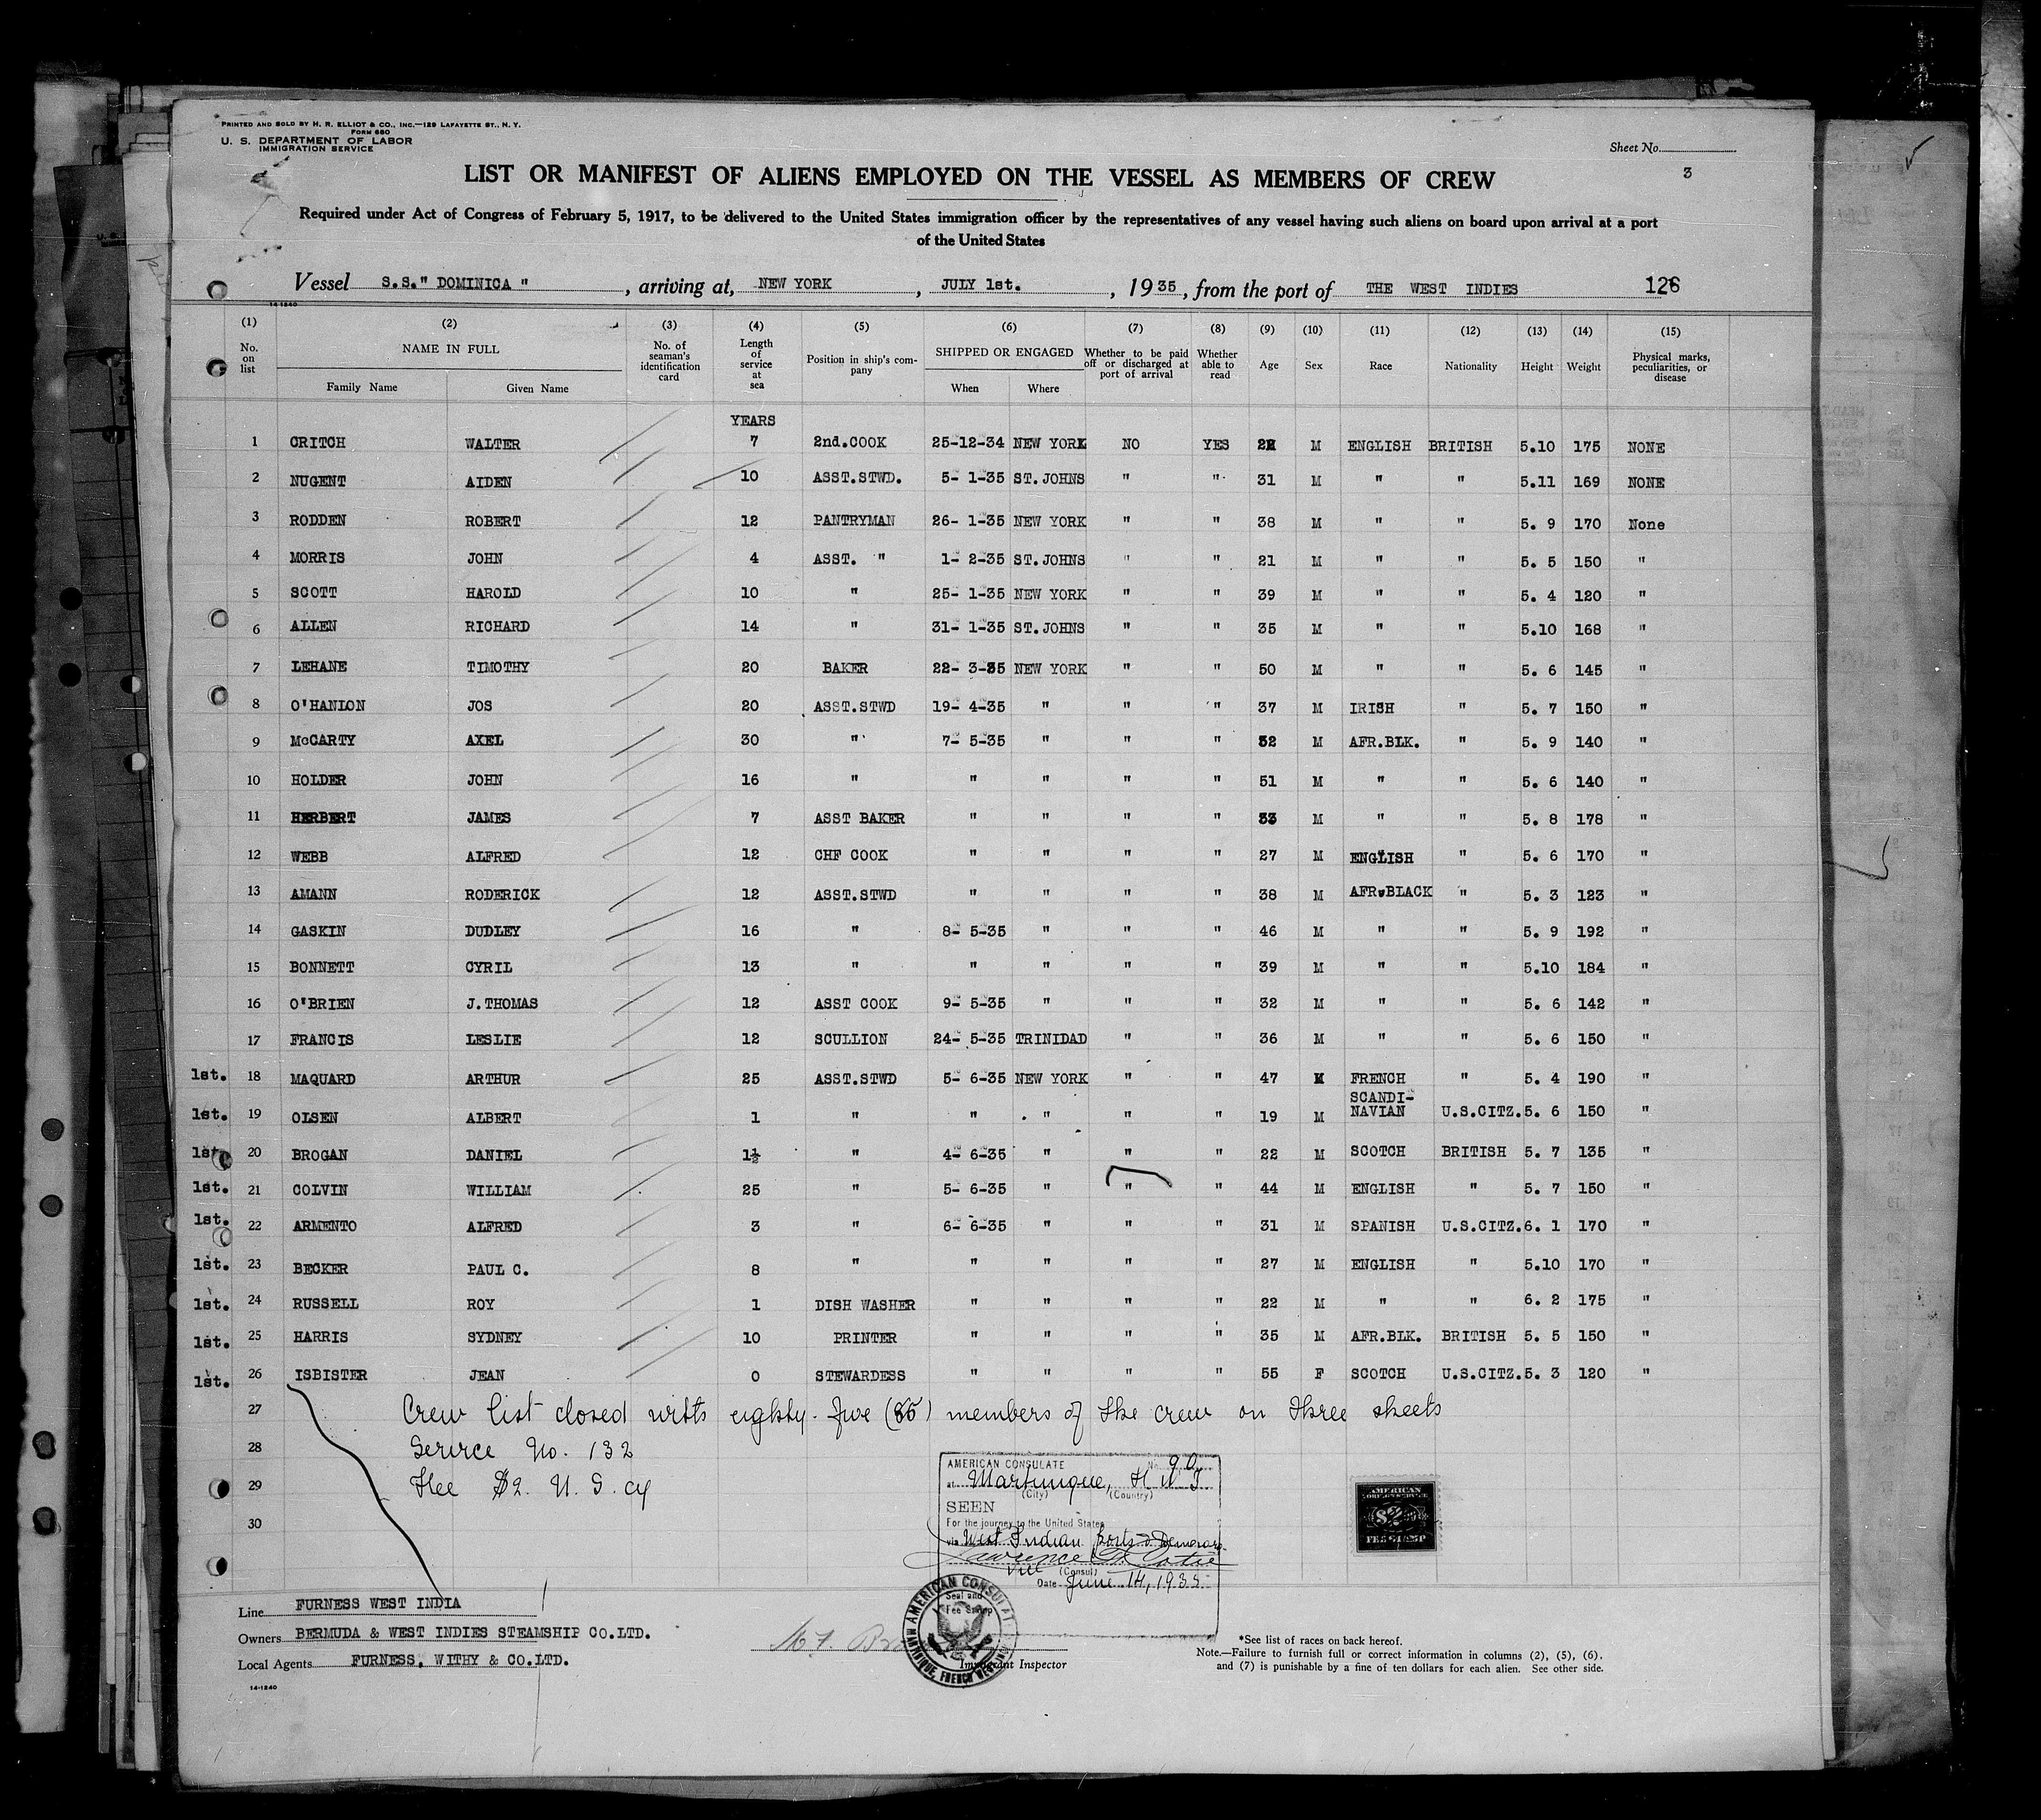 PRINTED AND SOLD BY H. R. ELLIOT & CO., INC.—129 LAFAYETTE ST., N. Y.
FORM 680
U. S. DEPARTMENT OF LABOR
IMMIGRATION SERVICE
Sheet No.
3
LIST OR MANIFEST OF ALIENS EMPLOYED ON THE VESSEL AS MEMBERS OF CREW
Required under Act of Congress of February 5, 1917, to be delivered to the United States immigration officer by the representatives of any vessel having such aliens on board upon arrival at a port
of the United States
Vessel S.S." DOMINICA " , arriving at, NEW YORK , JULY 1st. , 1935, from the port of THE WEST INDIES 126
14-1240
(1) (2) (3) (4) (5) (6) (7) (8) (9) (10) (11) (12) (13) (14) (15)
No. on list NAME IN FULL Family Name Given Name No. of seaman's identification card Length of service at sea Position in ship's company SHIPPED OR ENGAGED When Where Whether to be paid off or discharged at port of arrival Whether able to read Age Sex Race Nationality Height Weight Physical marks, peculiarities, or disease
YEARS
1 CRITCH WALTER 7 2nd.COOK 25-12-34 NEW YORK NO YES M ENGLISH BRITISH 5.10 175 NONE
2 NUGENT AIDEN 10 ASST.STWD. 5- 1-35 ST.JOHNS " " 31 M " " 5.11 169 NONE
3 RODDEN ROBERT 12 PANTRYMAN 26- 1-35 NEW YORK " " 38 M " " 5. 9 170 None
4 MORRIS JOHN 4 ASST. " 1- 2-35 ST.JOHNS " " 21 M " " 5. 5 150 "
5 SCOTT HAROLD 10 " 25- 1-35 NEW YORK " " 39 M " " 5. 4 120 "
6 ALLEN RICHARD 14 " 31- 1-35 ST.JOHNS " " 35 M " " 5.10 168 "
7 LEHANE TIMOTHY 20 BAKER 22- 3-35 NEW YORK " " 50 M " " 5. 6 145 "
8 O'HANLON JOS 20 ASST.STWD 19- 4-35 " " " 37 M IRISH " 5. 7 150 "
9 McCARTY AXEL 30 " 7- 5-35 " " " 52 M AFR.BLK. " 5. 9 140 "
10 HOLDER JOHN 16 " " " " " 51 M " " 5. 6 140 "
11 HERBERT JAMES 7 ASST BAKER " " " " 33 M " " 5. 8 178 "
12 WEBB ALFRED 12 CHF COOK " " " " 27 M ENGLISH " 5. 6 170 "
13 AMANN RODERICK 12 ASST.STWD " " " " 38 M AFR.BLACK " 5. 3 123 "
14 GASKIN DUDLEY 16 " 8- 5-35 " " " 46 M " " 5. 9 192 "
15 BONNETT CYRIL 13 " " " " " 39 M " " 5.10 184 "
16 O'BRIEN J.THOMAS 12 ASST COOK 9- 5-35 " " " 32 M " " 5. 6 142 "
17 FRANCIS LESLIE 12 SCULLION 24- 5-35 TRINIDAD " " 36 M " " 5. 6 150 "
1st. 18 MAQUARD ARTHUR 25 ASST.STWD 5- 6-35 NEW YORK " " 47 M FRENCH " 5. 4 190 "
1st. 19 OLSEN ALBERT 1 " " " " " 19 M SCANDI-NAVIAN U.S.CITZ. 5. 6 150 "
1st. 20 BROGAN DANIEL 1½ " 4- 6-35 " " " 22 M SCOTCH BRITISH 5. 7 135 "
1st. 21 COLVIN WILLIAM 25 " 5- 6-35 " " " 44 M ENGLISH " 5. 7 150 "
1st. 22 ARMENTO ALFRED 3 " 6- 6-35 " " " 31 M SPANISH U.S.CITZ. 6. 1 170 "
1st. 23 BECKER PAUL C. 8 " " " " " 27 M ENGLISH " 5.10 170 "
1st. 24 RUSSELL ROY 1 DISH WASHER " " " " 22 M " " 6. 2 175 "
1st. 25 HARRIS SYDNEY 10 PRINTER " " " " 35 M AFR.BLK. BRITISH 5. 5 150 "
1st. 26 ISBISTER JEAN 0 STEWARDESS " " " " 55 F SCOTCH U.S.CITZ. 5. 3 120 "
27 Crew list closed with eighty-five (85) members of the crew on three sheets
28 Service No. 132
29 Fee $2. U. S. cy
30
AMERICAN CONSULATE No. 90
at Martinique, F. W. I.
(City) (Country)
SEEN
For the journey to the United States
via West Indian ports & Demerara
Lawrence
Vice (Consul)
Date June 14, 1935
Seal and
Fee Stamp
AMERICAN CONSULATE
MARTINIQUE, FRENCH WEST INDIES
AMERICAN
FOREIGN SERVICE
$2
FEE STAMP
Line FURNESS WEST INDIA
Owners BERMUDA & WEST INDIES STEAMSHIP CO.LTD.
Local Agents FURNESS, WITHY & CO.LTD.
14-1240
Immigrant Inspector
*See list of races on back hereof.
Note.—Failure to furnish full or correct information in columns (2), (5), (6),
and (7) is punishable by a fine of ten dollars for each alien. See other side.